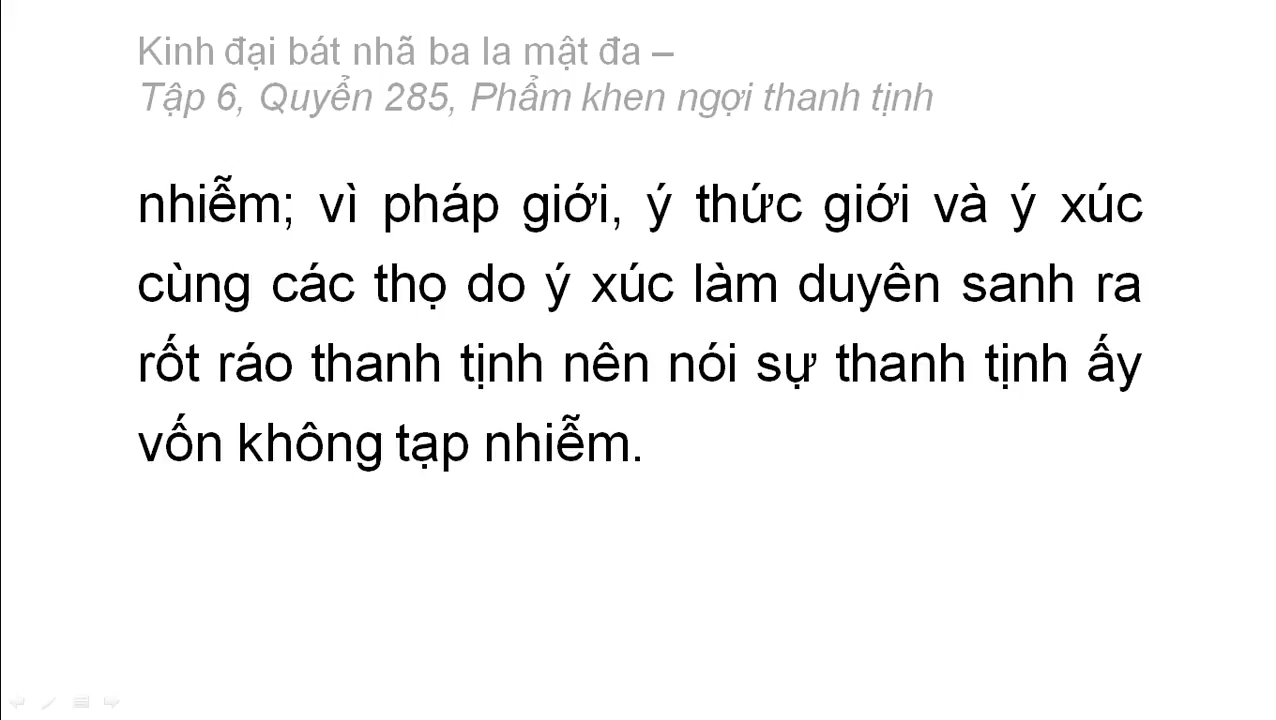 Kinh đại bát nhã ba la mật đa –
Tập 6, Quyển 285, Phẩm khen ngợi thanh tịnh
nhiễm; vì pháp giới, ý thức giới và ý xúc
cùng các thọ do ý xúc làm duyên sanh ra
rốt ráo thanh tịnh nên nói sự thanh tịnh ấy
vốn không tạp nhiễm.